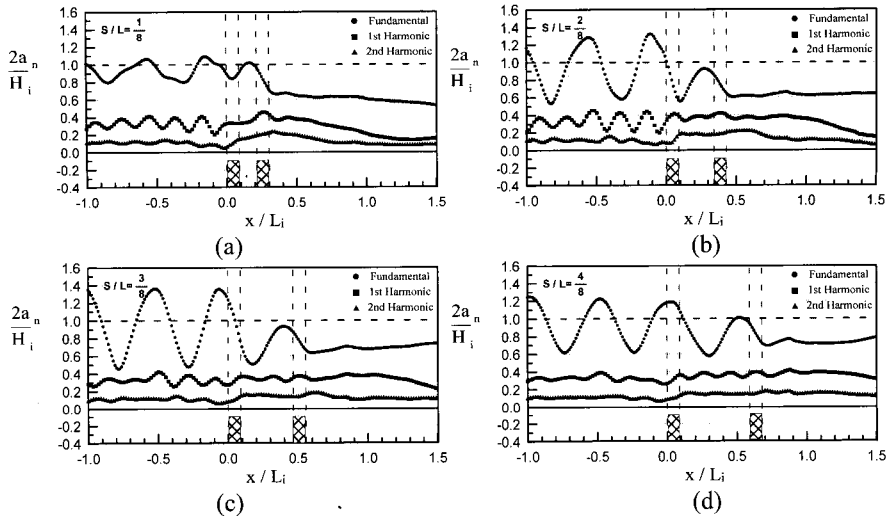 S / L= 1/8
Fundamental
1st Harmonic
2nd Harmonic
2a n
H i
1.6
1.4
1.2
1.0
0.8
0.6
0.4
0.2
0.0
-0.2
-0.4
-1.0 -0.5 0.0 0.5 1.0 1.5
x / Li
(a)
S / L= 2/8
Fundamental
1st Harmonic
2nd Harmonic
2a n
H i
1.6
1.4
1.2
1.0
0.8
0.6
0.4
0.2
0.0
-0.2
-0.4
-1.0 -0.5 0.0 0.5 1.0 1.5
x / Li
(b)
S / L= 3/8
Fundamental
1st Harmonic
2nd Harmonic
2a n
H i
1.6
1.4
1.2
1.0
0.8
0.6
0.4
0.2
0.0
-0.2
-0.4
-1.0 -0.5 0.0 0.5 1.0 1.5
x / Li
(c)
S / L= 4/8
Fundamental
1st Harmonic
2nd Harmonic
2a n
H i
1.6
1.4
1.2
1.0
0.8
0.6
0.4
0.2
0.0
-0.2
-0.4
-1.0 -0.5 0.0 0.5 1.0 1.5
x / Li
(d)